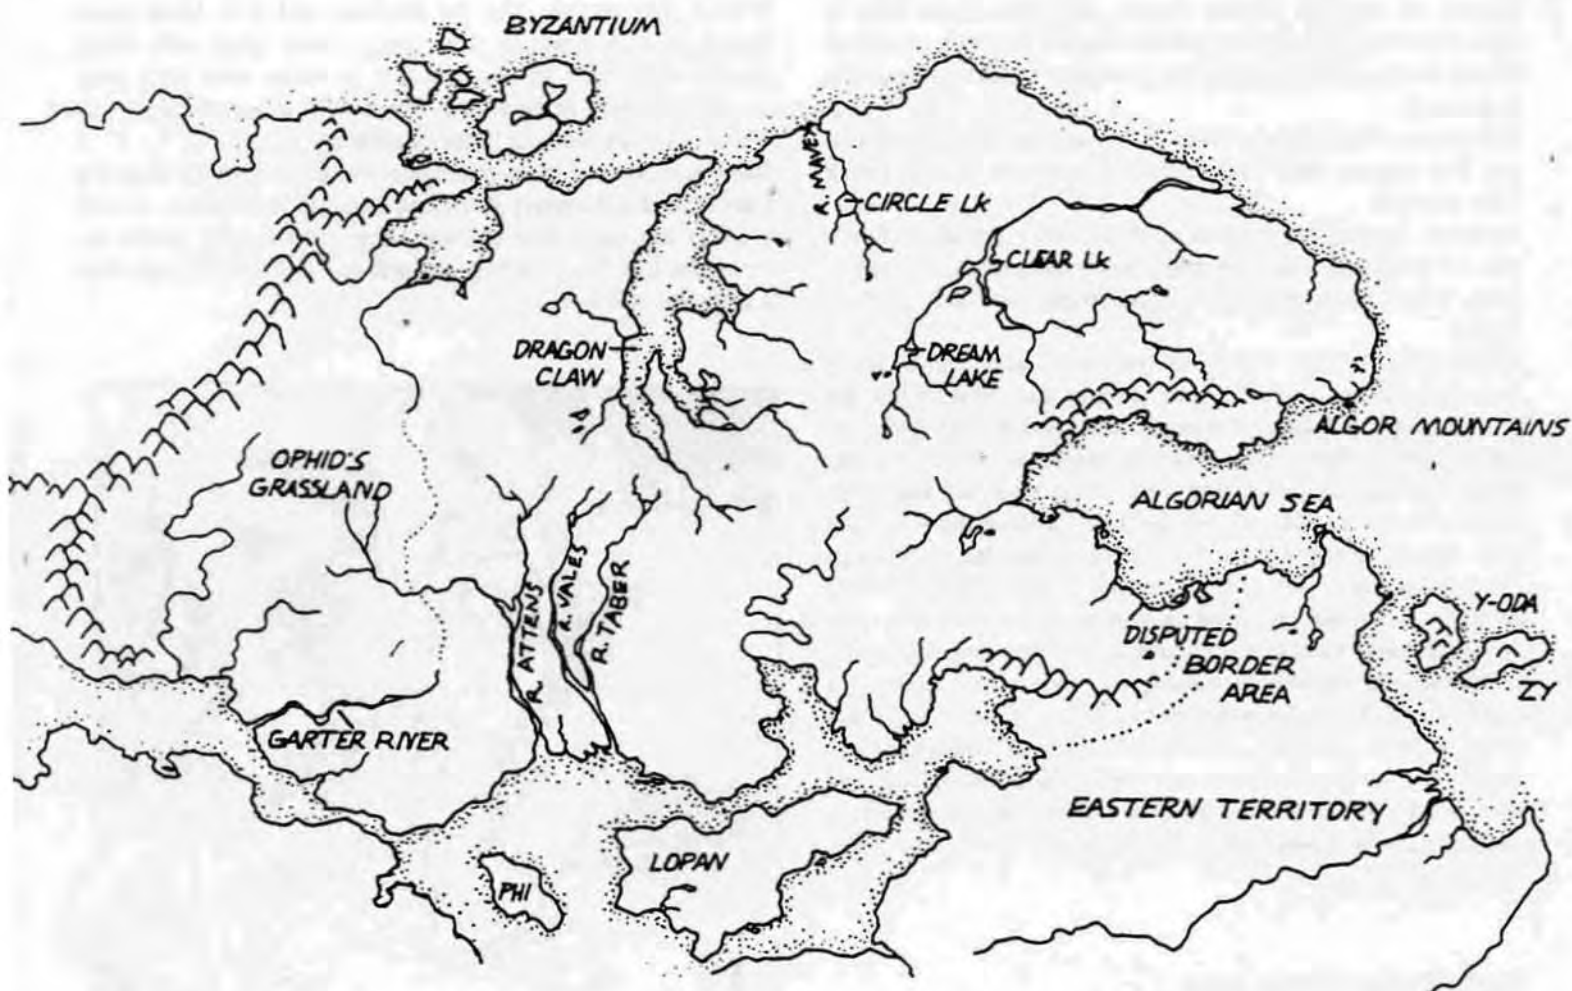 BYZANTIUM
R. MAVE
CIRCLE LK
CLEAR LK
DRAGON
CLAW
DREAM
LAKE
ALGOR MOUNTAINS
OPHID'S
GRASSLAND
ALGORIAN SEA
R. ATTENS
R. VALES
R. TABER
Y-ODA
DISPUTED
BORDER
AREA
ZY
GARTER RIVER
EASTERN TERRITORY
LOPAN
PHI